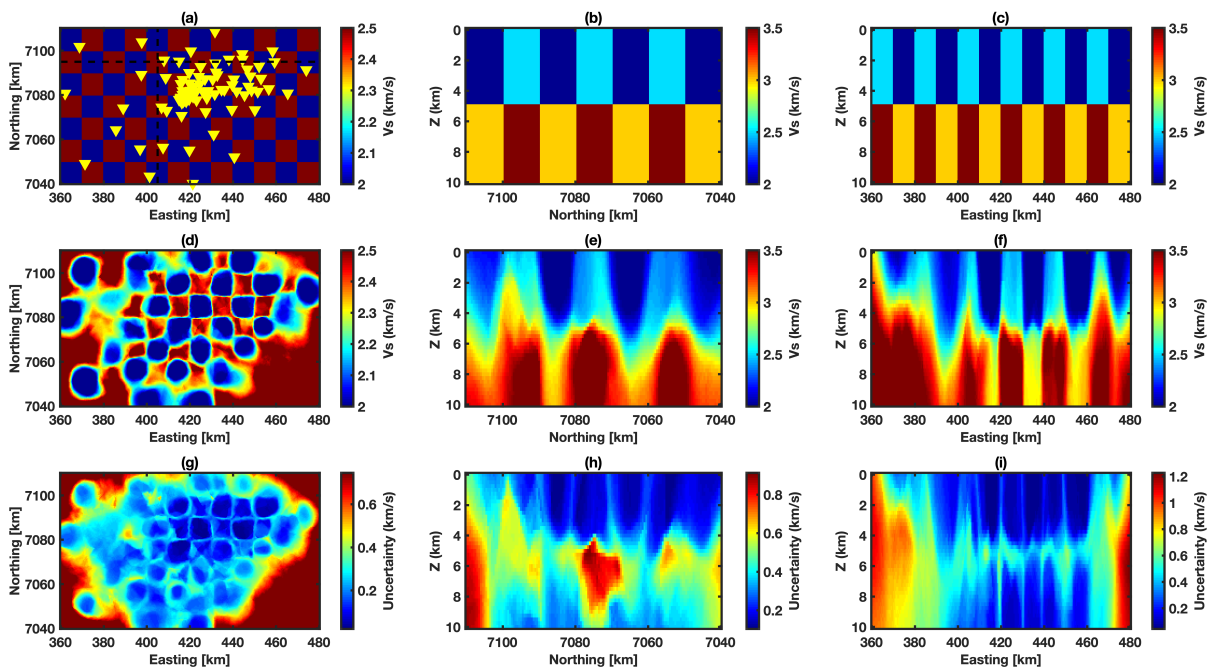 (a)
7100
7080
7060
7040
Northing [km]
360 380 400 420 440 460 480
Easting [km]
2.5
2.4
2.3
2.2
2.1
2
Vs (km/s)
(b)
0
2
4
6
8
10
Z (km)
7100 7080 7060 7040
Northing [km]
3.5
3
2.5
2
Vs (km/s)
(c)
0
2
4
6
8
10
Z (km)
360 380 400 420 440 460 480
Easting [km]
3.5
3
2.5
2
Vs (km/s)
(d)
7100
7080
7060
7040
Northing [km]
360 380 400 420 440 460 480
Easting [km]
2.5
2.4
2.3
2.2
2.1
2
Vs (km/s)
(e)
0
2
4
6
8
10
Z (km)
7100 7080 7060 7040
Northing [km]
3.5
3
2.5
2
Vs (km/s)
(f)
0
2
4
6
8
10
Z (km)
360 380 400 420 440 460 480
Easting [km]
3.5
3
2.5
2
Vs (km/s)
(g)
7100
7080
7060
7040
Northing [km]
360 380 400 420 440 460 480
Easting [km]
0.6
0.4
0.2
Uncertainty (km/s)
(h)
0
2
4
6
8
10
Z (km)
7100 7080 7060 7040
Northing [km]
0.8
0.6
0.4
0.2
Uncertainty (km/s)
(i)
0
2
4
6
8
10
Z (km)
360 380 400 420 440 460 480
Easting [km]
1.2
1
0.8
0.6
0.4
0.2
Uncertainty (km/s)